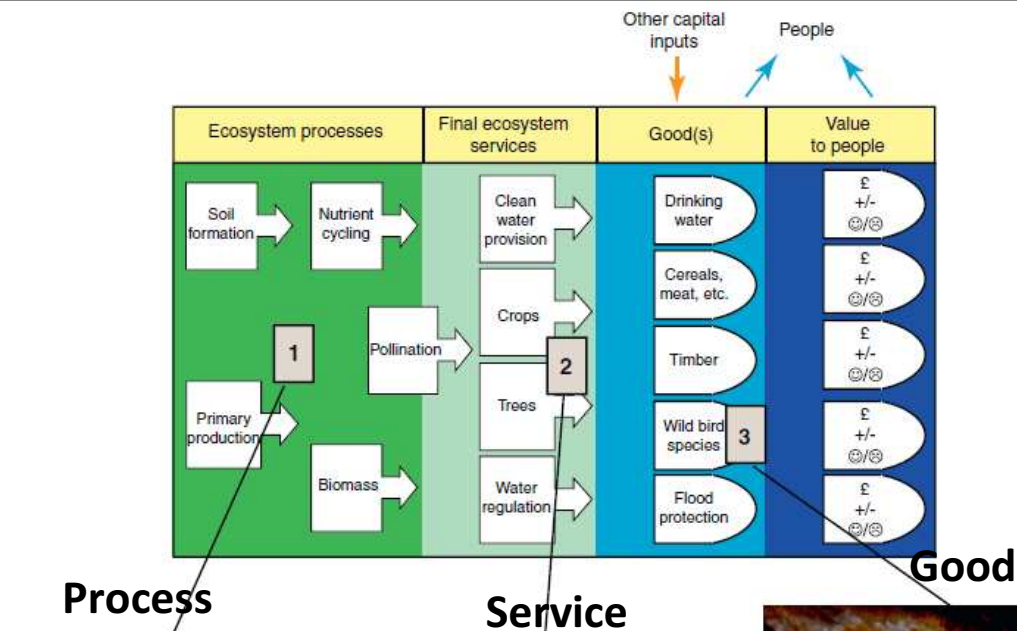 Other capital
inputs
People
Ecosystem processes
Final ecosystem
services
Good(s)
Value
to people
Soil
formation
Nutrient
cycling
Pollination
Primary
production
Biomass
1
Clean
water
provision
Crops
Trees
Water
regulation
2
Drinking
water
Cereals,
meat, etc.
Timber
Wild bird
species
Flood
protection
3
£
+/-
☺/☹
£
+/-
☺/☹
£
+/-
☺/☹
£
+/-
☺/☹
£
+/-
☺/☹
Process
Service
Good